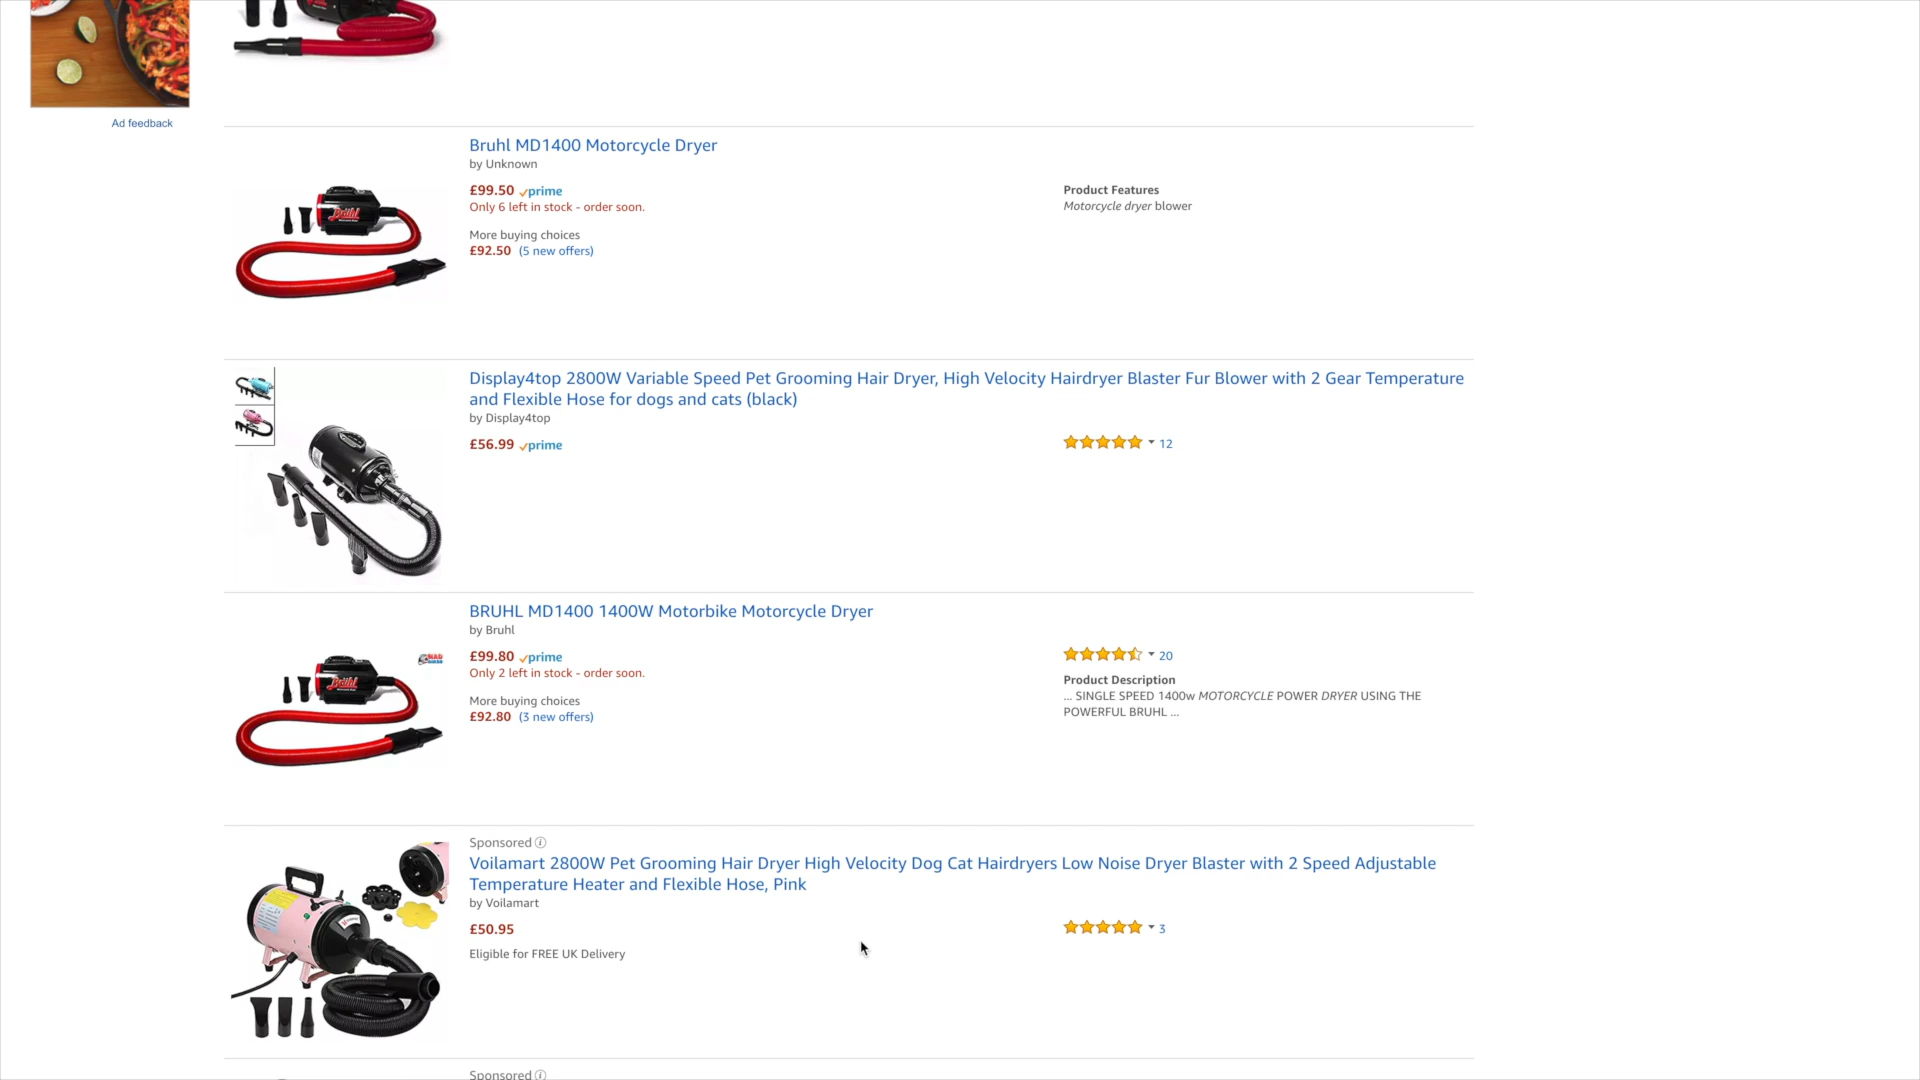 Ad feedback
Bruhl MD1400 Motorcycle Dryer
by Unknown
£99.50 prime
Only 6 left in stock - order soon.
More buying choices
£92.50 (5 new offers)
Product Features
Motorcycle dryer blower
Bruhl
Display4top 2800W Variable Speed Pet Grooming Hair Dryer, High Velocity Hairdryer Blaster Fur Blower with 2 Gear Temperature
and Flexible Hose for dogs and cats (black)
by Display4top
£56.99 prime
12
BRUHL MD1400 1400W Motorbike Motorcycle Dryer
by Bruhl
£99.80 prime
Only 2 left in stock - order soon.
More buying choices
£92.80 (3 new offers)
20
Product Description
... SINGLE SPEED 1400w MOTORCYCLE POWER DRYER USING THE
POWERFUL BRUHL ...
Bruhl
Sponsored
Voilamart 2800W Pet Grooming Hair Dryer High Velocity Dog Cat Hairdryers Low Noise Dryer Blaster with 2 Speed Adjustable
Temperature Heater and Flexible Hose, Pink
by Voilamart
£50.95
Eligible for FREE UK Delivery
3
Sponsored